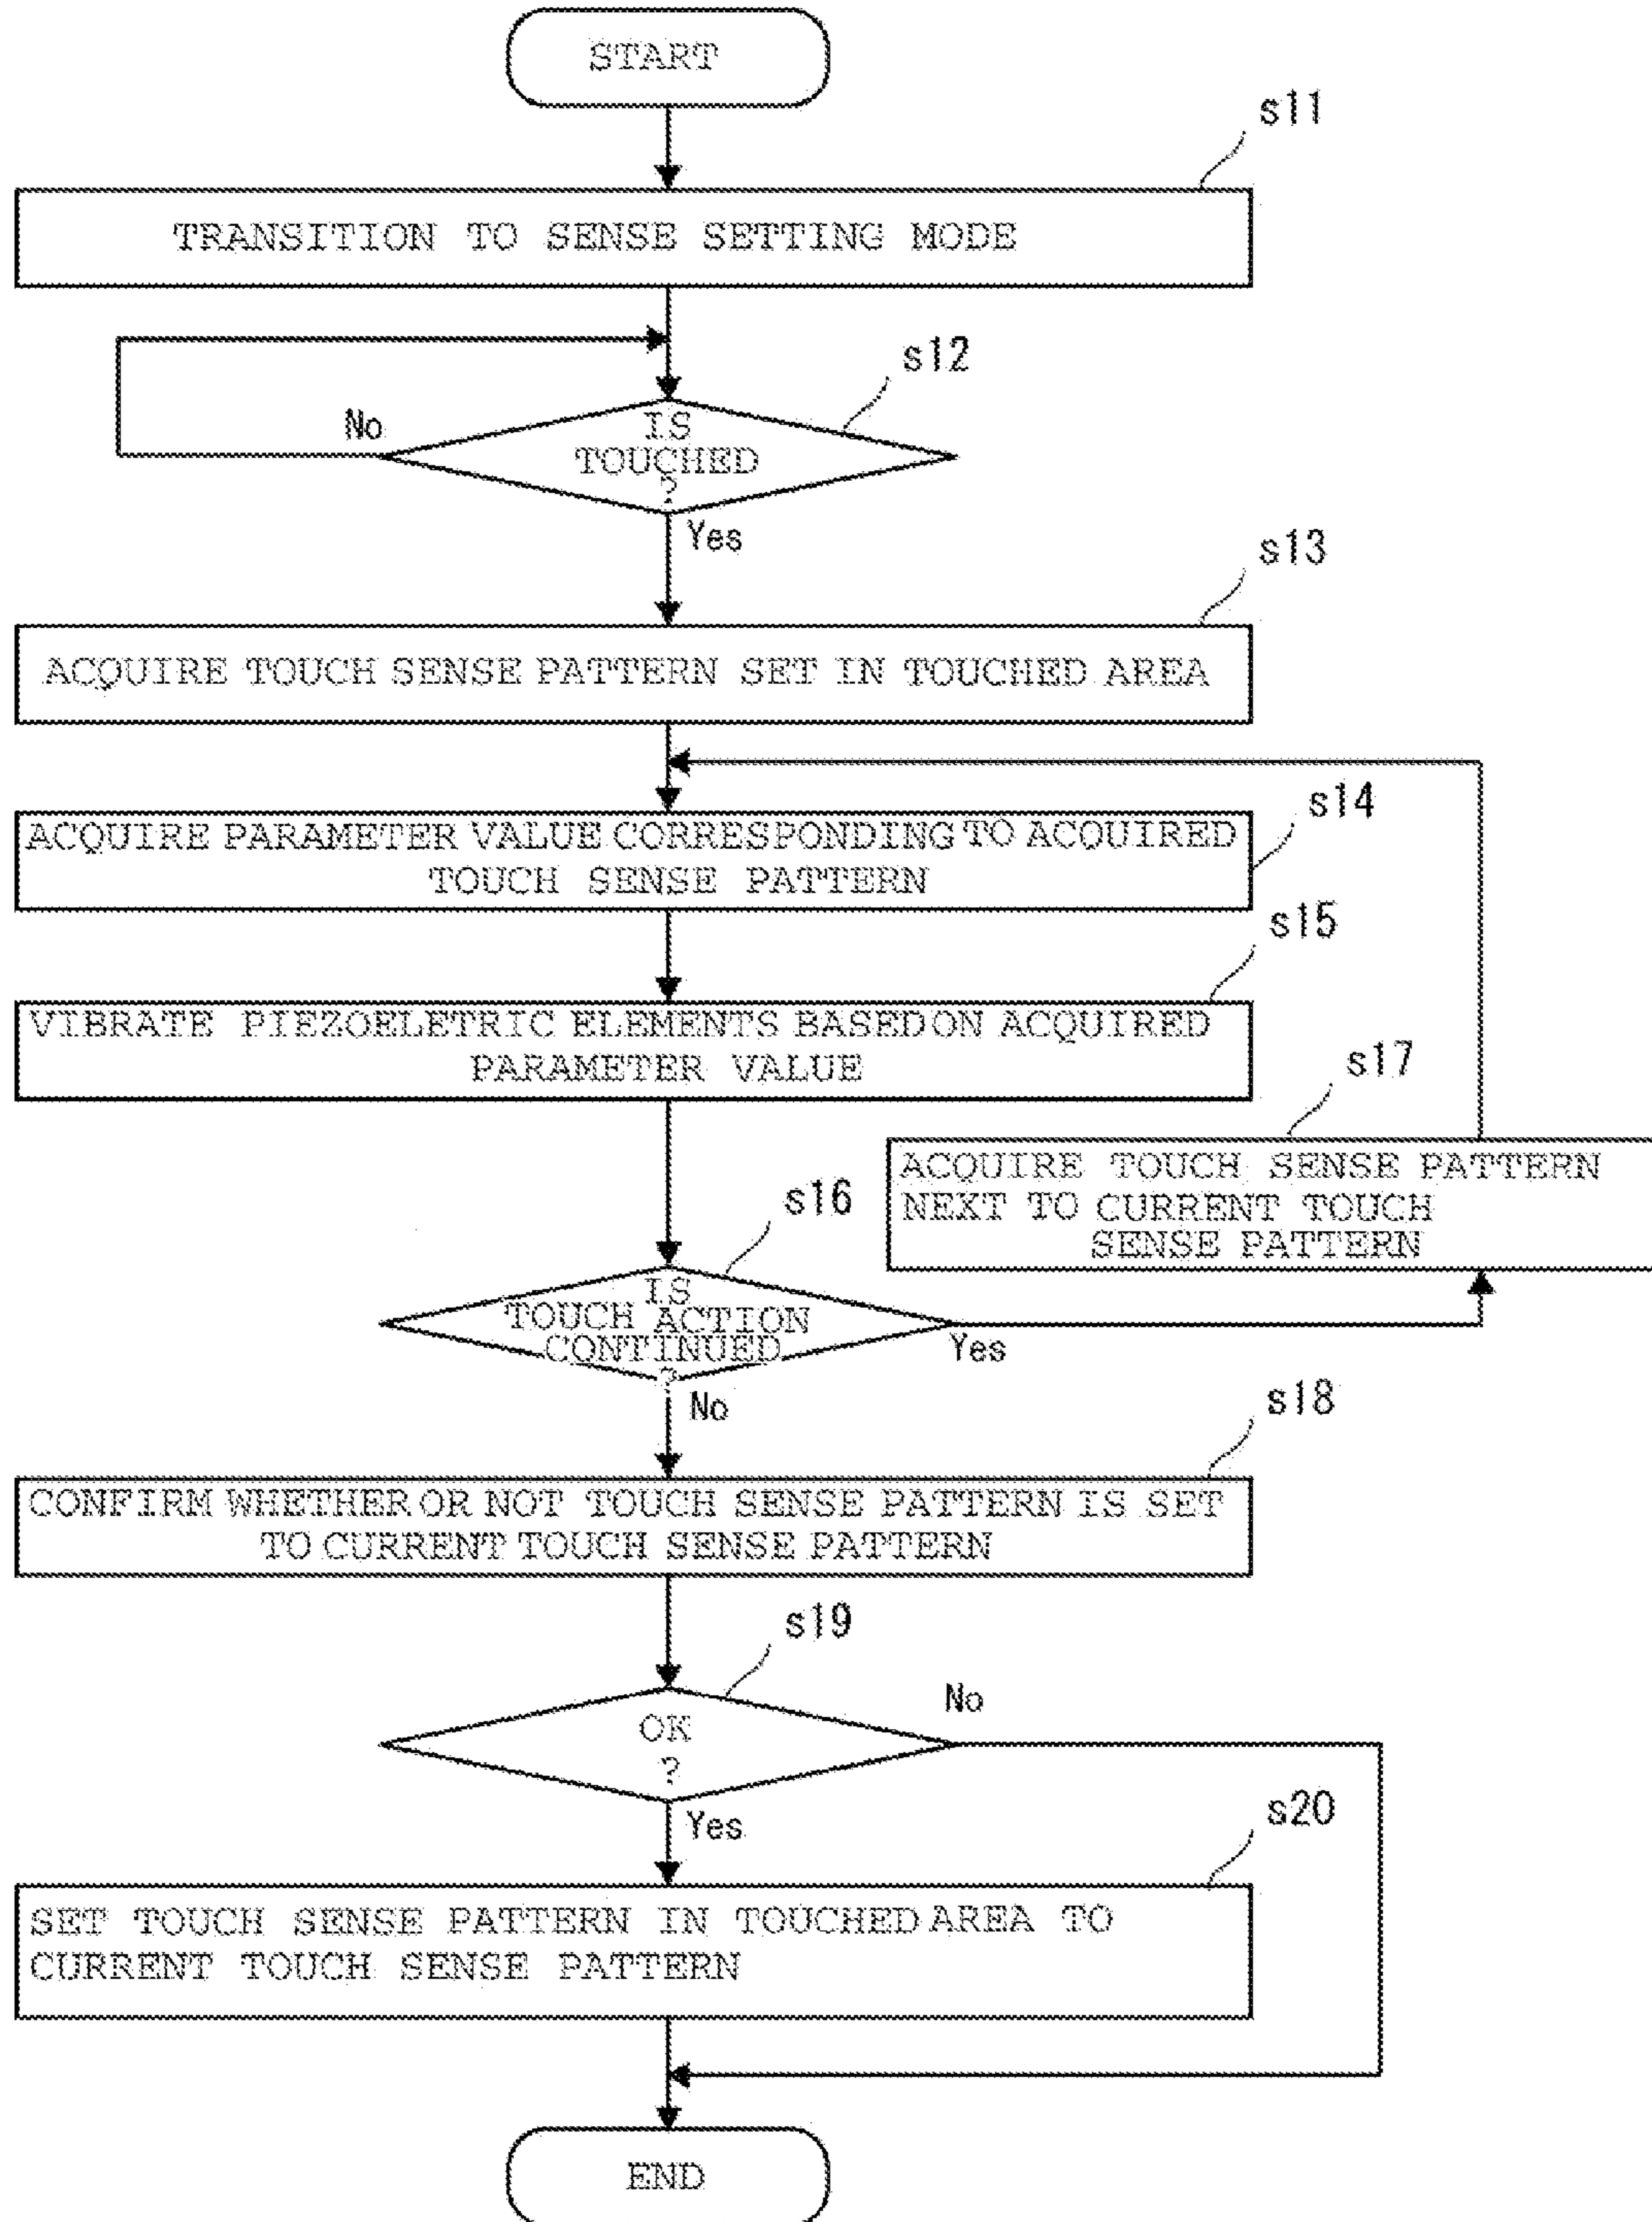 START
s11
TRANSITION TO SENSE SETTING MODE
s12
No
IS
TOUCHED
?
Yes
s13
ACQUIRE TOUCH SENSE PATTERN SET IN TOUCHED AREA
s14
ACQUIRE PARAMETER VALUE CORRESPONDING TO ACQUIRED
TOUCH SENSE PATTERN
s15
VIBRATE PIEZOELETRIC ELEMENTS BASED ON ACQUIRED
PARAMETER VALUE
s17
ACQUIRE TOUCH SENSE PATTERN
NEXT TO CURRENT TOUCH
SENSE PATTERN
s16
IS
TOUCH ACTION
CONTINUED
?
Yes
No
s18
CONFIRM WHETHER OR NOT TOUCH SENSE PATTERN IS SET
TO CURRENT TOUCH SENSE PATTERN
s19
No
OK
?
Yes
s20
SET TOUCH SENSE PATTERN IN TOUCHED AREA TO
CURRENT TOUCH SENSE PATTERN
END